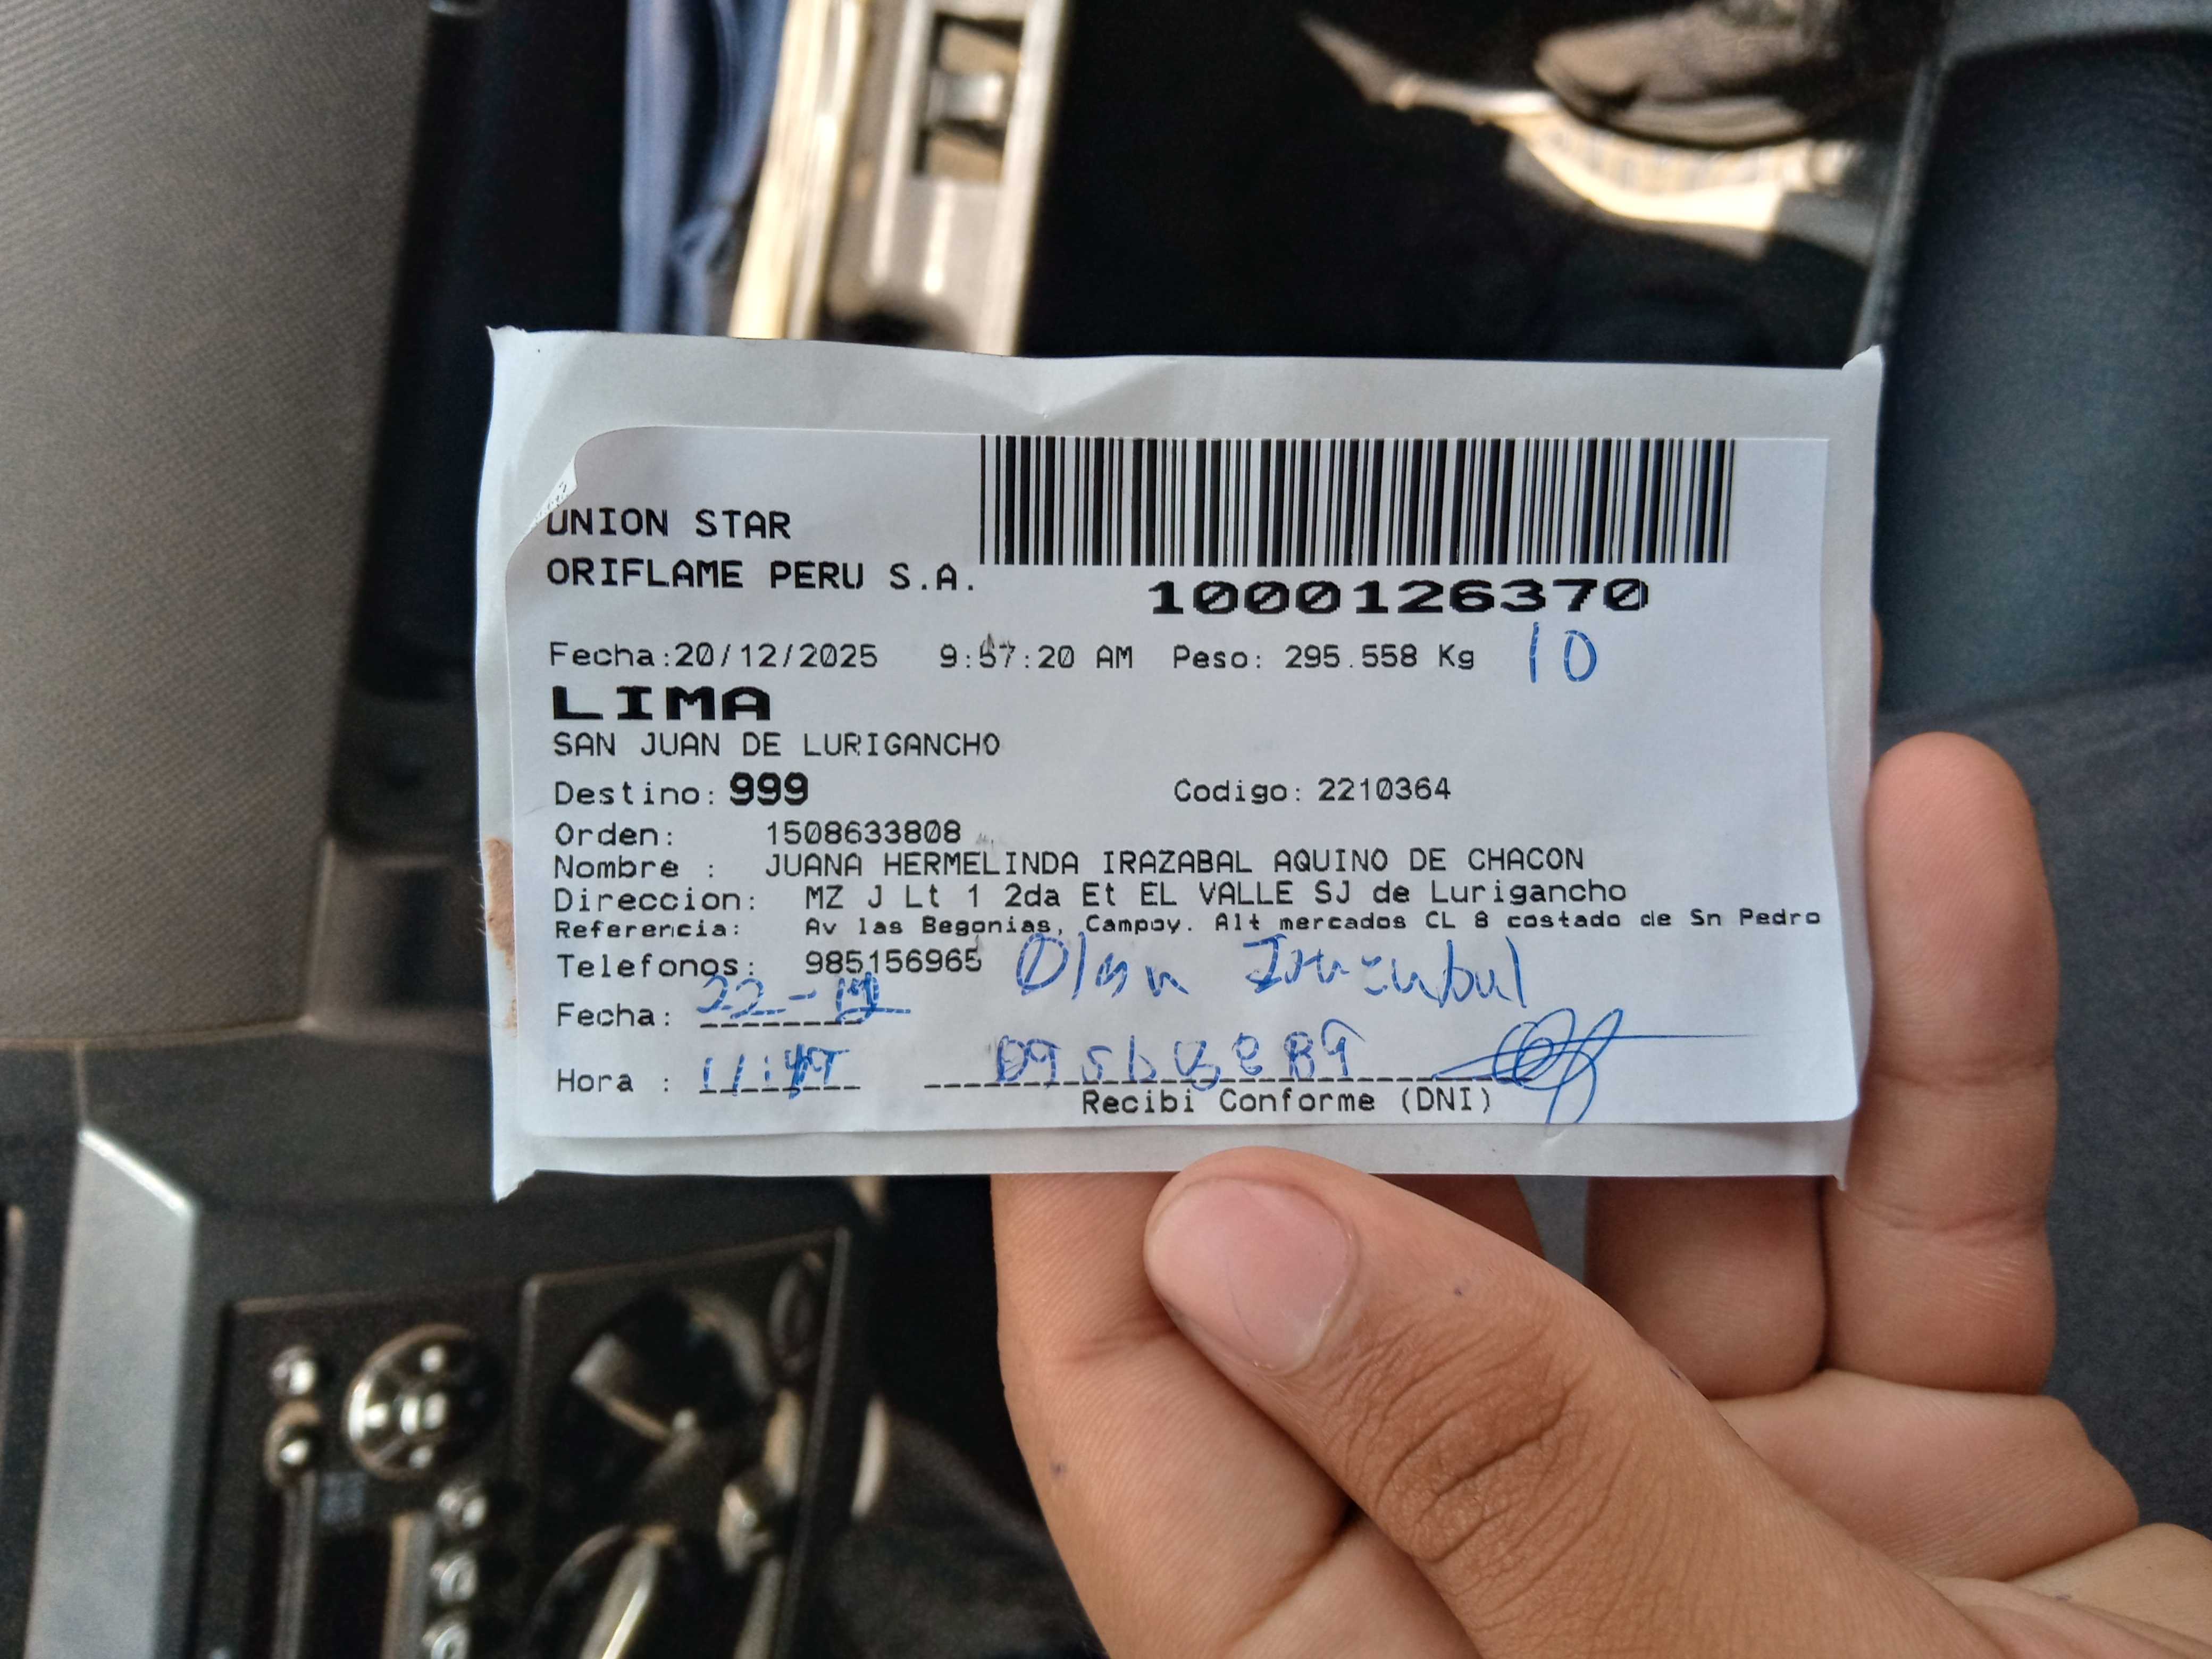 UNION STAR
ORIFLAME PERU S.A.
1000126370
Fecha:20/12/2025 9:57:20 AM Peso: 295.558 Kg 10
LIMA
SAN JUAN DE LURIGANCHO
Destino: 999 Codigo: 2210364
Orden: 1508633808
Nombre : JUANA HERMELINDA IRAZABAL AQUINO DE CHACON
Direccion: MZ J Lt 1 2da Et EL VALLE SJ de Lurigancho
Referencia: Av las Begonias, Campoy. Alt mercados CL 8 costado de Sn Pedro
Telefonos: 985156965
Fecha: 22-12
Hora :
Recibi Conforme (DNI)